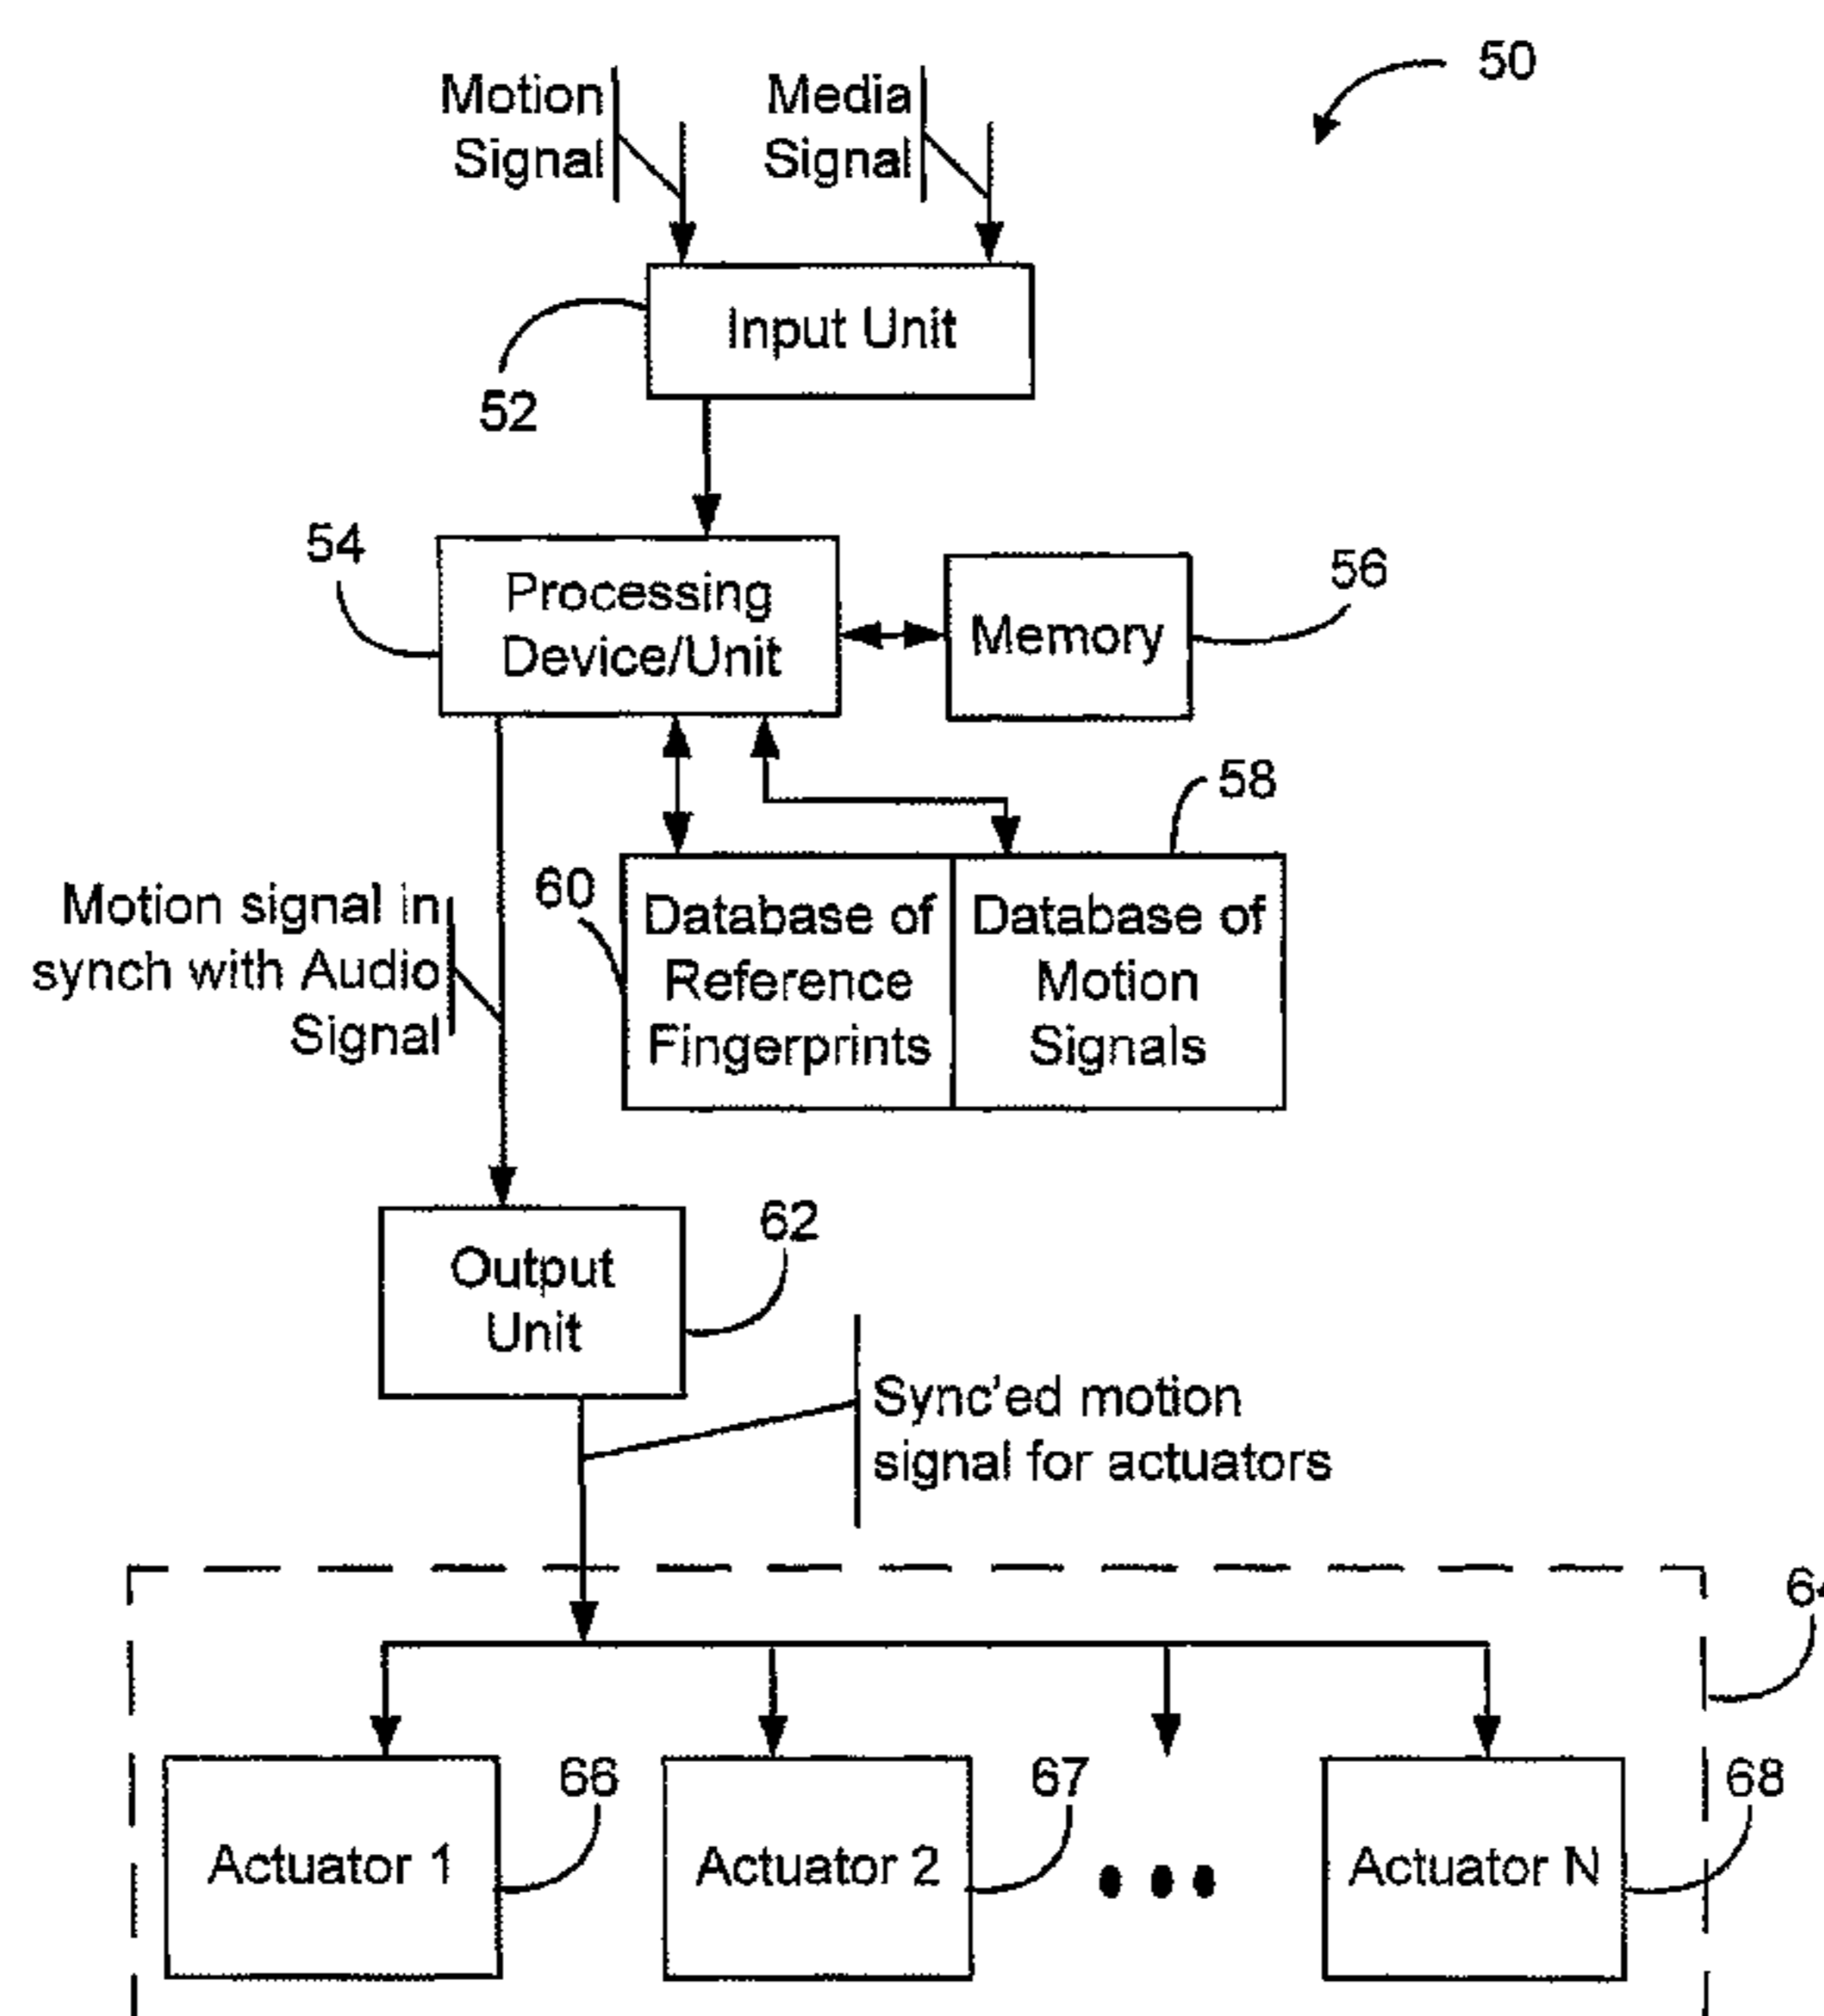 50
Motion
Signal
Media
Signal
Input Unit
52
54
Processing
Device/Unit
Memory
56
58
60
Database of
Reference
Fingerprints
Database of
Motion
Signals
Motion signal in
synch with Audio
Signal
Output
Unit
62
Sync'ed motion
signal for actuators
66
67
68
Actuator 1
Actuator 2
Actuator N